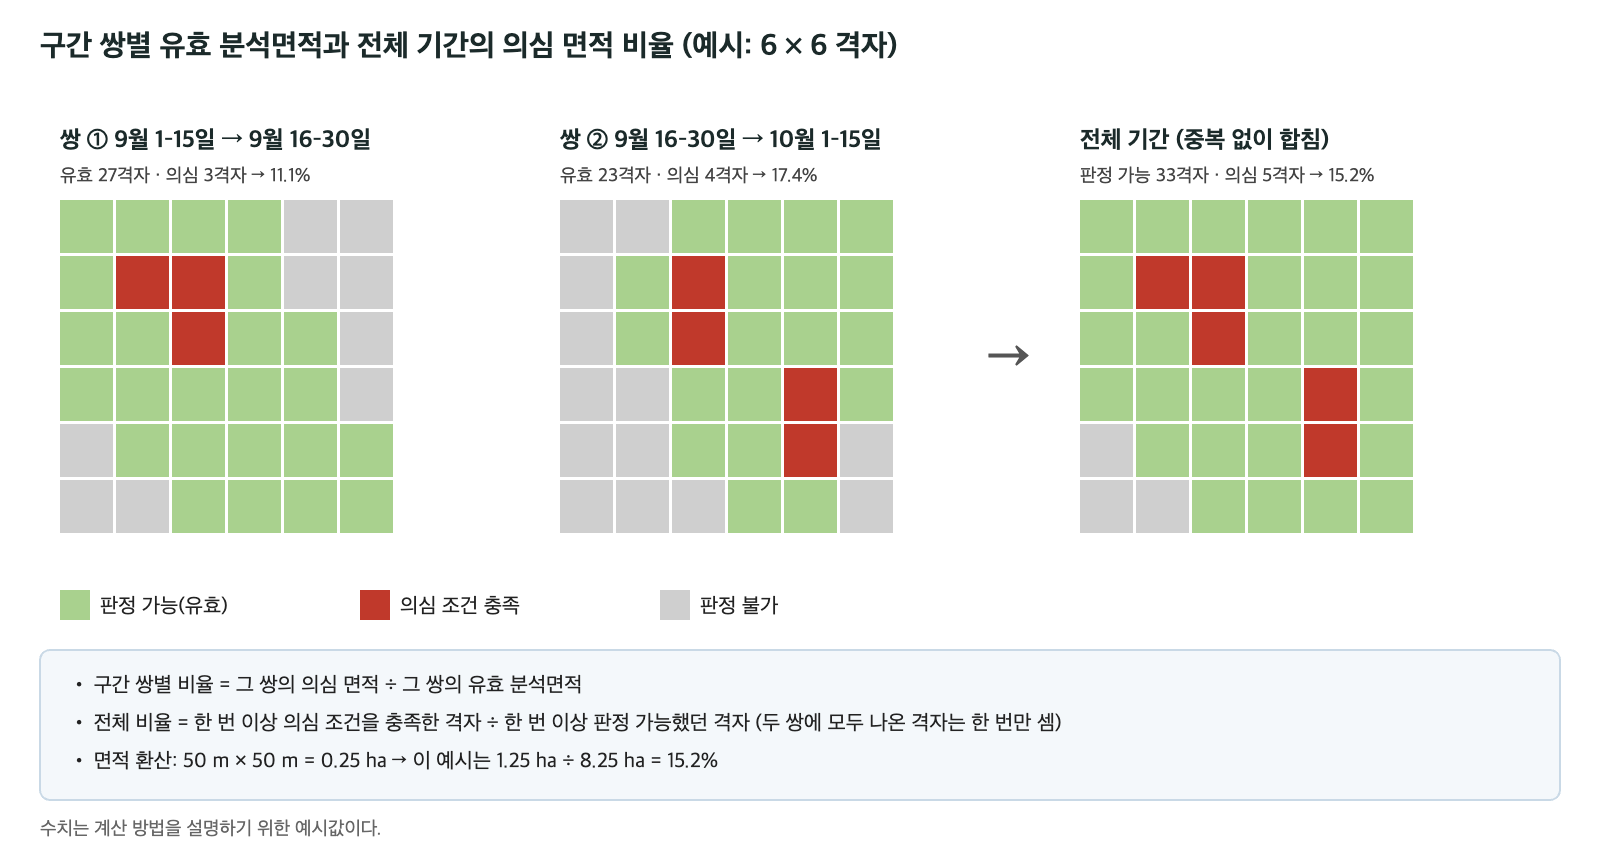 구간 쌍별 유효 분석면적과 전체 기간의 의심 면적 비율 (예시: 6 × 6 격자)
쌍 ① 9월 1-15일 → 9월 16-30일
유효 27격자 · 의심 3격자 → 11.1%
쌍 ② 9월 16-30일 → 10월 1-15일
유효 23격자 · 의심 4격자 → 17.4%
전체 기간 (중복 없이 합침)
판정 가능 33격자 · 의심 5격자 → 15.2%
→
판정 가능(유효)
의심 조건 충족
판정 불가
• 구간 쌍별 비율 = 그 쌍의 의심 면적 ÷ 그 쌍의 유효 분석면적
• 전체 비율 = 한 번 이상 의심 조건을 충족한 격자 ÷ 한 번 이상 판정 가능했던 격자 (두 쌍에 모두 나온 격자는 한 번만 셈)
• 면적 환산: 50 m × 50 m = 0.25 ha → 이 예시는 1.25 ha ÷ 8.25 ha = 15.2%
수치는 계산 방법을 설명하기 위한 예시값이다.